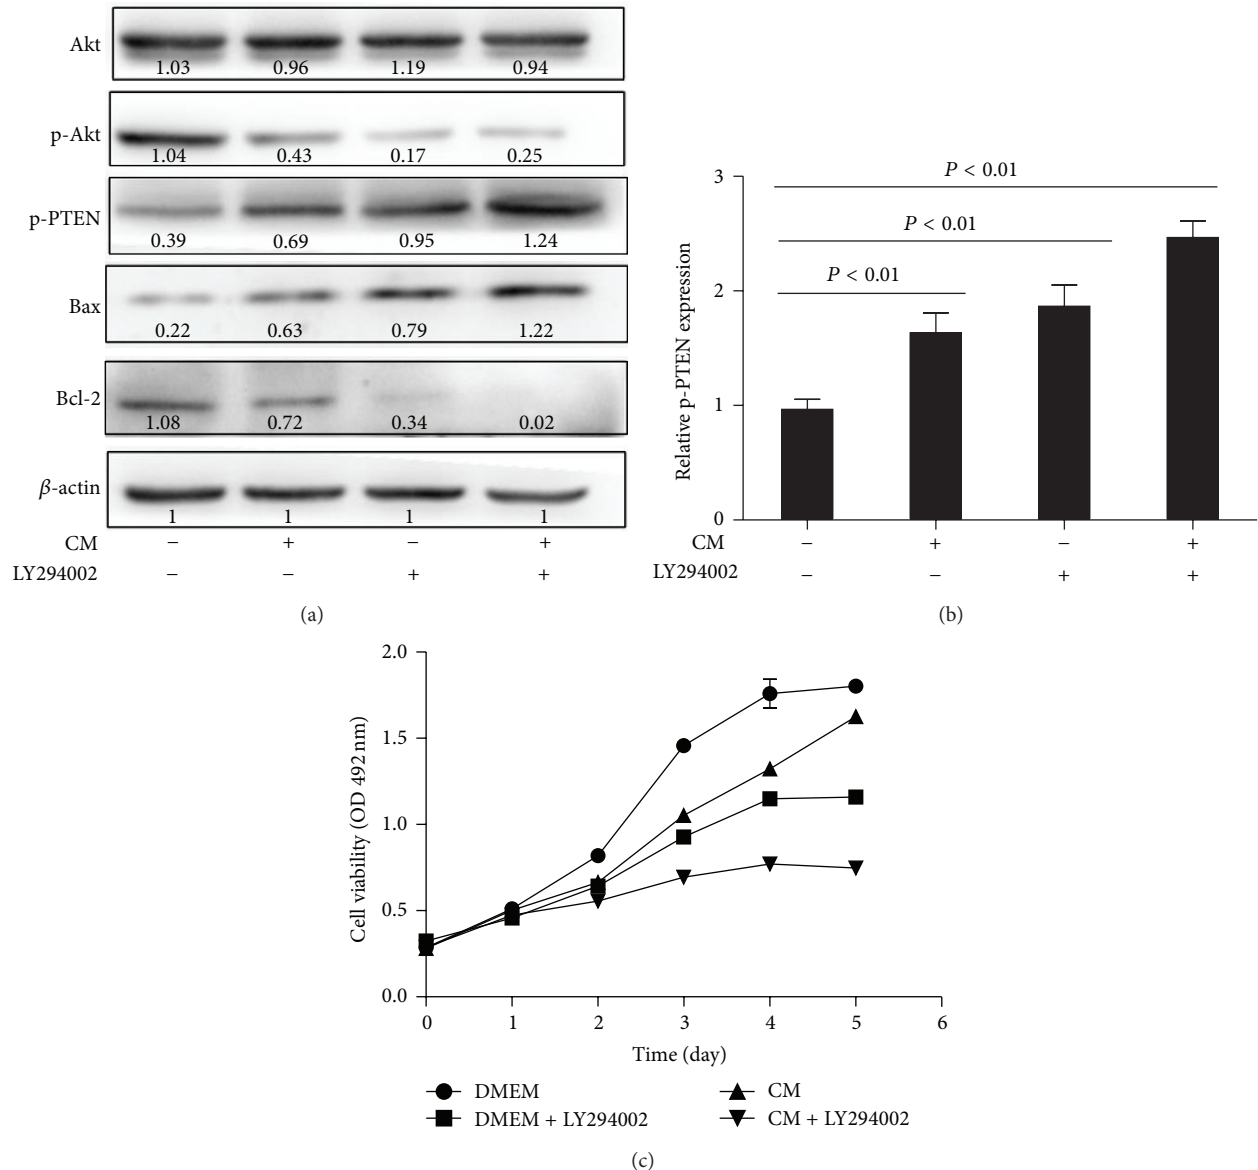 Akt
1.03 0.96 1.19 0.94
p-Akt
1.04 0.43 0.17 0.25
p-PTEN
0.39 0.69 0.95 1.24
Bax
0.22 0.63 0.79 1.22
Bcl-2
1.08 0.72 0.34 0.02
β-actin
1 1 1 1
CM − + − +
LY294002 − − + +
(a)
Relative p-PTEN expression
3
2
1
0
P < 0.01
P < 0.01
P < 0.01
CM − + − +
LY294002 − − + +
(b)
Cell viability (OD 492 nm)
2.0
1.5
1.0
0.5
0.0
0 1 2 3 4 5 6
Time (day)
DMEM
DMEM + LY294002
CM
CM + LY294002
(c)